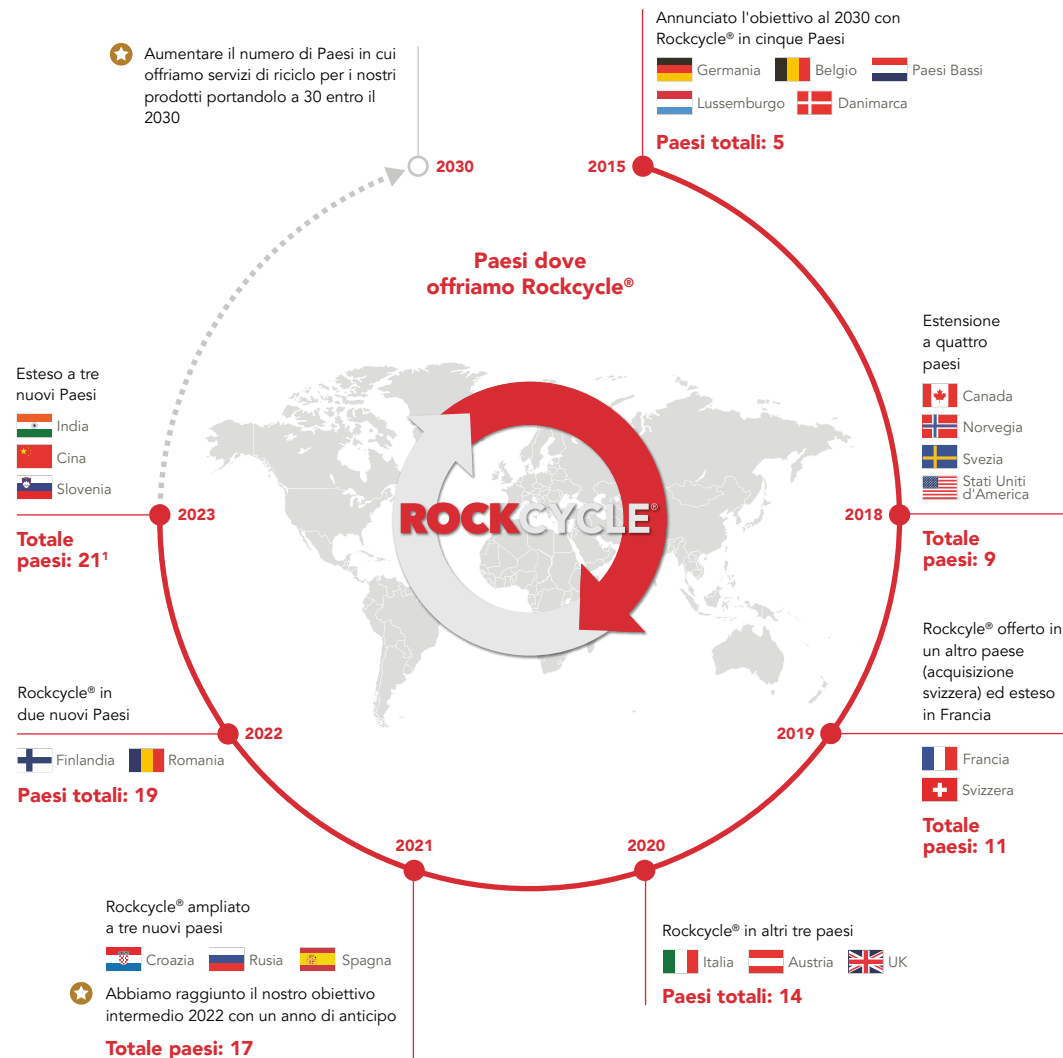 Aumentare il numero di Paesi in cui
offriamo servizi di riciclo per i nostri
prodotti portandolo a 30 entro il
2030
2030
Annunciato l'obiettivo al 2030 con
Rockcycle® in cinque Paesi
Germania
Belgio
Paesi Bassi
Lussemburgo
Danimarca
Paesi totali: 5
2015
Paesi dove
offriamo Rockcycle®
ROCKCYCLE®
Estensione
a quattro
paesi
Canada
Norvegia
Svezia
Stati Uniti
d'America
2018
Totale
paesi: 9
Rockcyle® offerto in
un altro paese
(acquisizione
svizzera) ed esteso
in Francia
2019
Francia
Svizzera
Totale
paesi: 11
2020
Rockcycle® in altri tre paesi
Italia
Austria
UK
Paesi totali: 14
2021
Rockcycle® ampliato
a tre nuovi paesi
Croazia
Rusia
Spagna
Abbiamo raggiunto il nostro obiettivo
intermedio 2022 con un anno di anticipo
Totale paesi: 17
Rockcycle® in
due nuovi Paesi
2022
Finlandia
Romania
Paesi totali: 19
Esteso a tre
nuovi Paesi
India
Cina
Slovenia
2023
Totale
paesi: 21¹